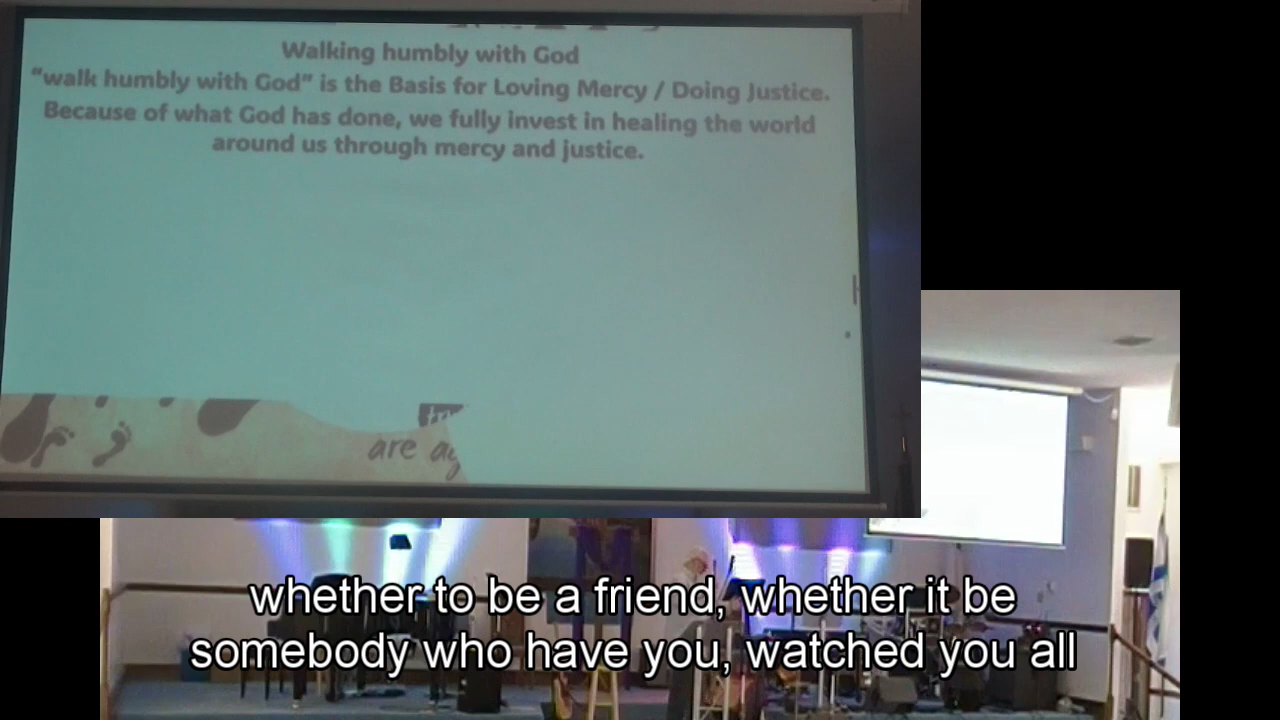 Walking humbly with God
“walk humbly with God” is the Basis for Loving Mercy / Doing Justice.
Because of what God has done, we fully invest in healing the world
around us through mercy and justice.
are
whether to be a friend, whether it be
somebody who have you, watched you all